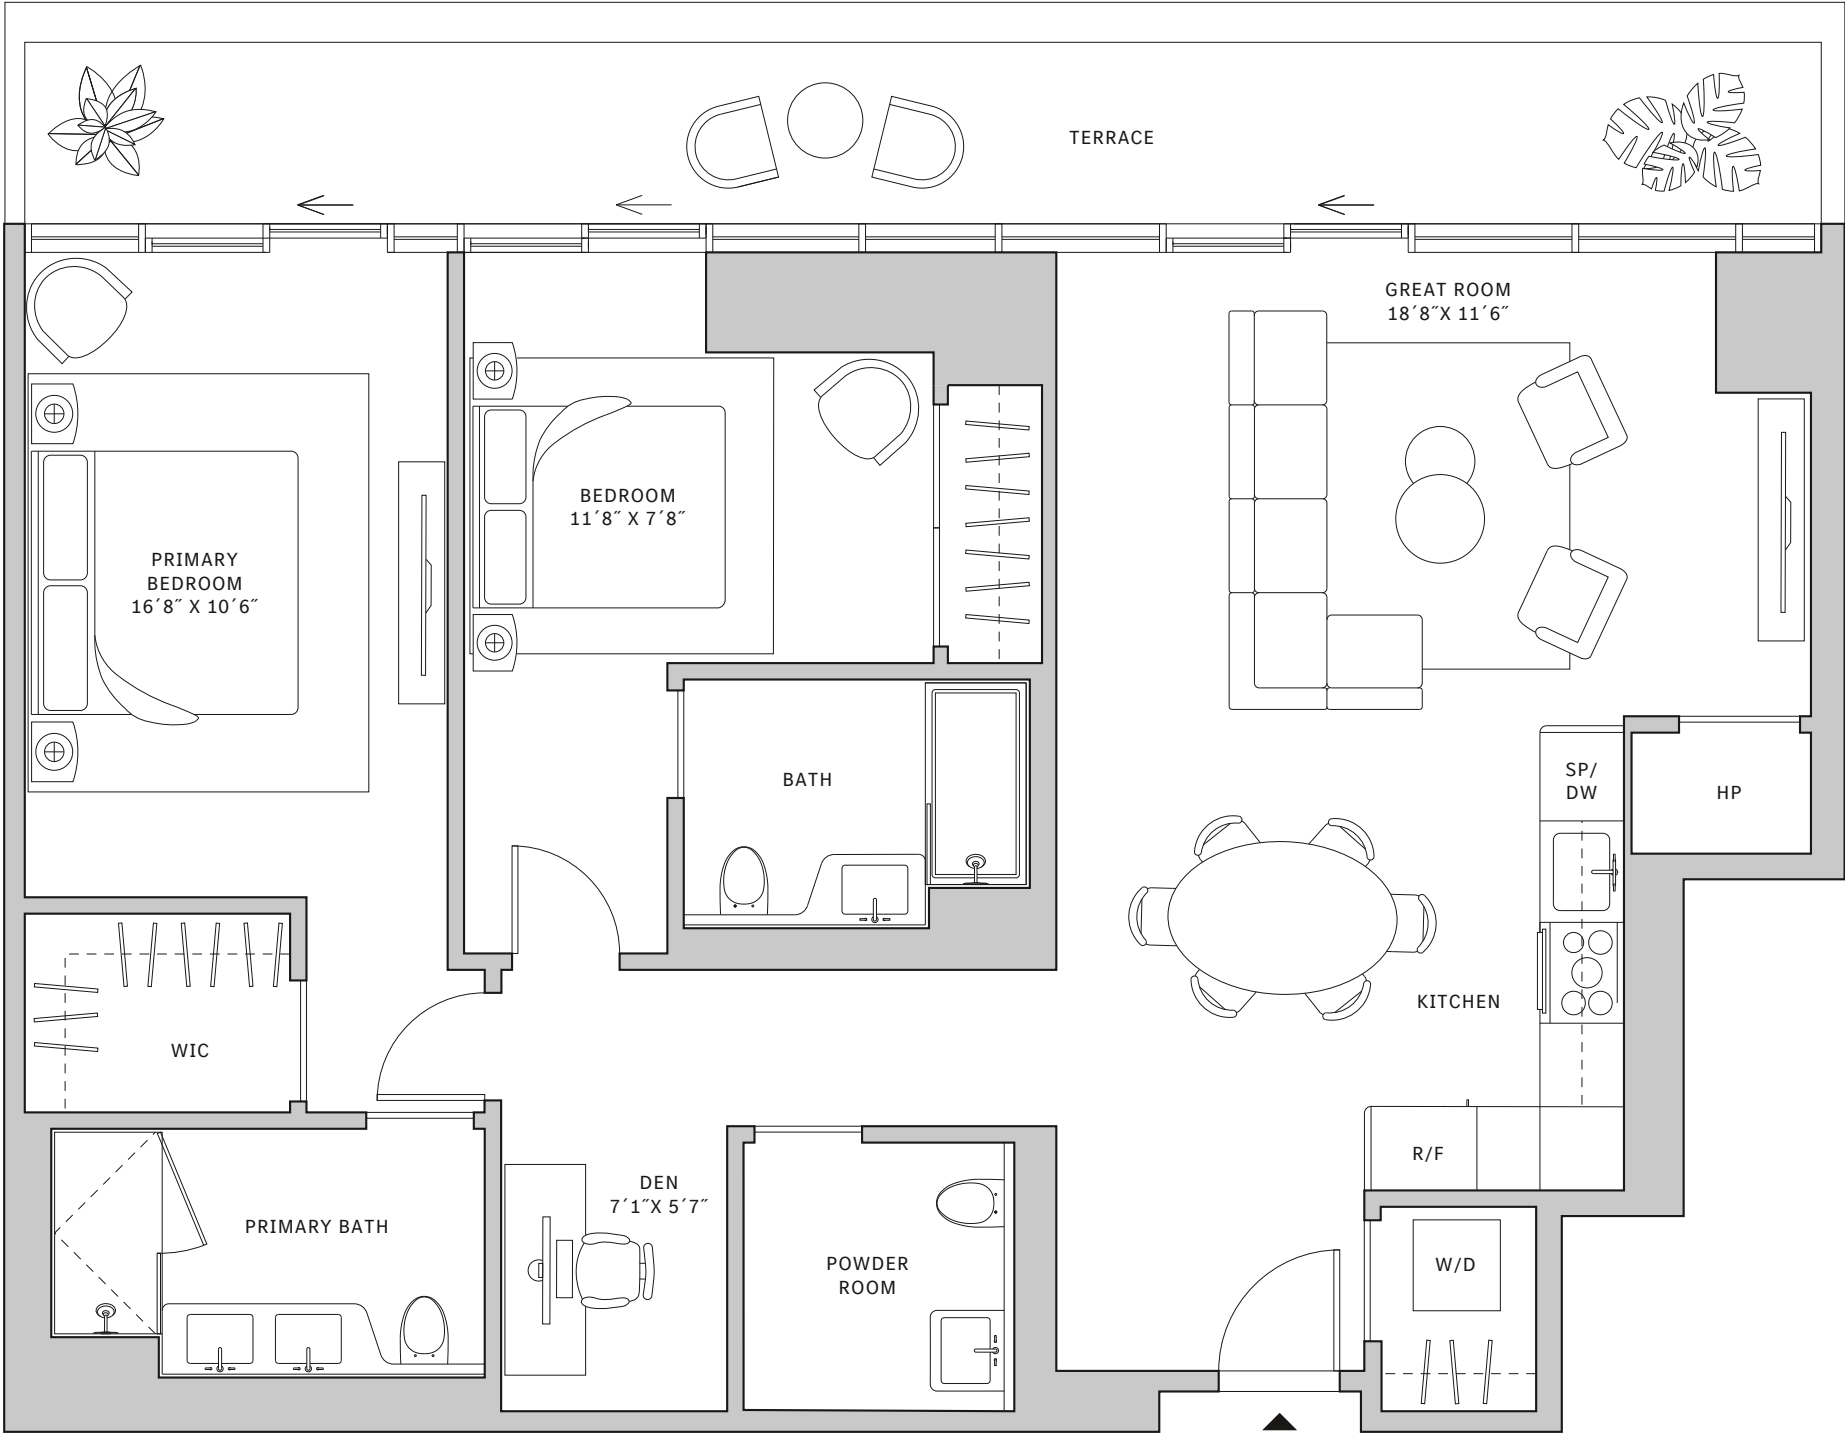 TERRACE
GREAT ROOM
18´8˝X 11´6˝
BEDROOM
11´8˝ X 7´8˝
PRIMARY
BEDROOM
16´8˝ X 10´6˝
BATH
SP/
DW
HP
KITCHEN
WIC
R/F
DEN
7´1˝X 5´7˝
PRIMARY BATH
POWDER
ROOM
W/D